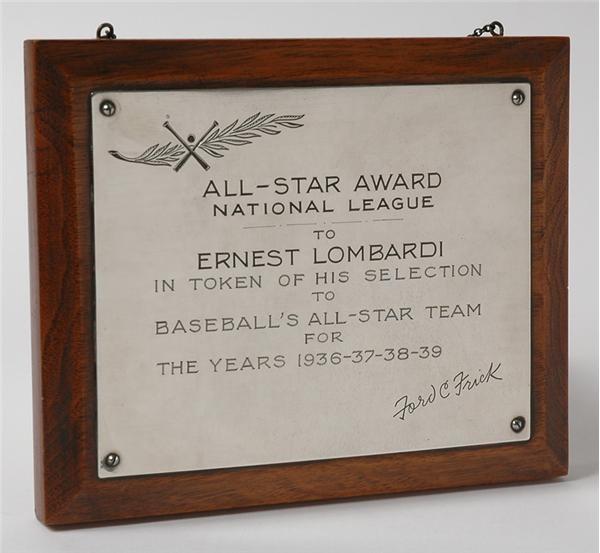 ALL-STAR AWARD
NATIONAL LEAGUE
TO
ERNEST LOMBARDI
IN TOKEN OF HIS SELECTION
TO
BASEBALL'S ALL-STAR TEAM
FOR
THE YEARS 1936-37-38-39
Ford C Frick